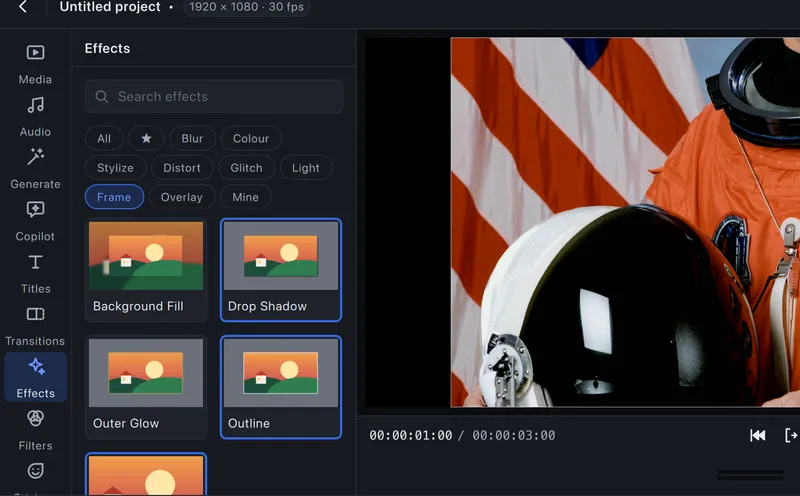 Untitled project • 1920 × 1080 · 30 fps
Effects
Search effects
All ★ Blur Colour
Stylize Distort Glitch Light
Frame Overlay Mine
Background Fill
Drop Shadow
Outer Glow
Outline
Media
Audio
Generate
Copilot
Titles
Transitions
Effects
Filters
00:00:01:00 / 00:00:03:00